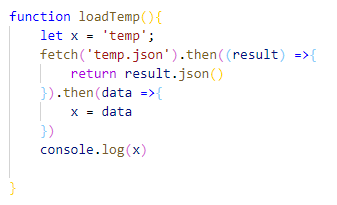 function loadTemp(){
    let x = 'temp';
    fetch('temp.json').then((result) =>{
        return result.json()
    }).then(data =>{
        x = data
    })
    console.log(x)
}